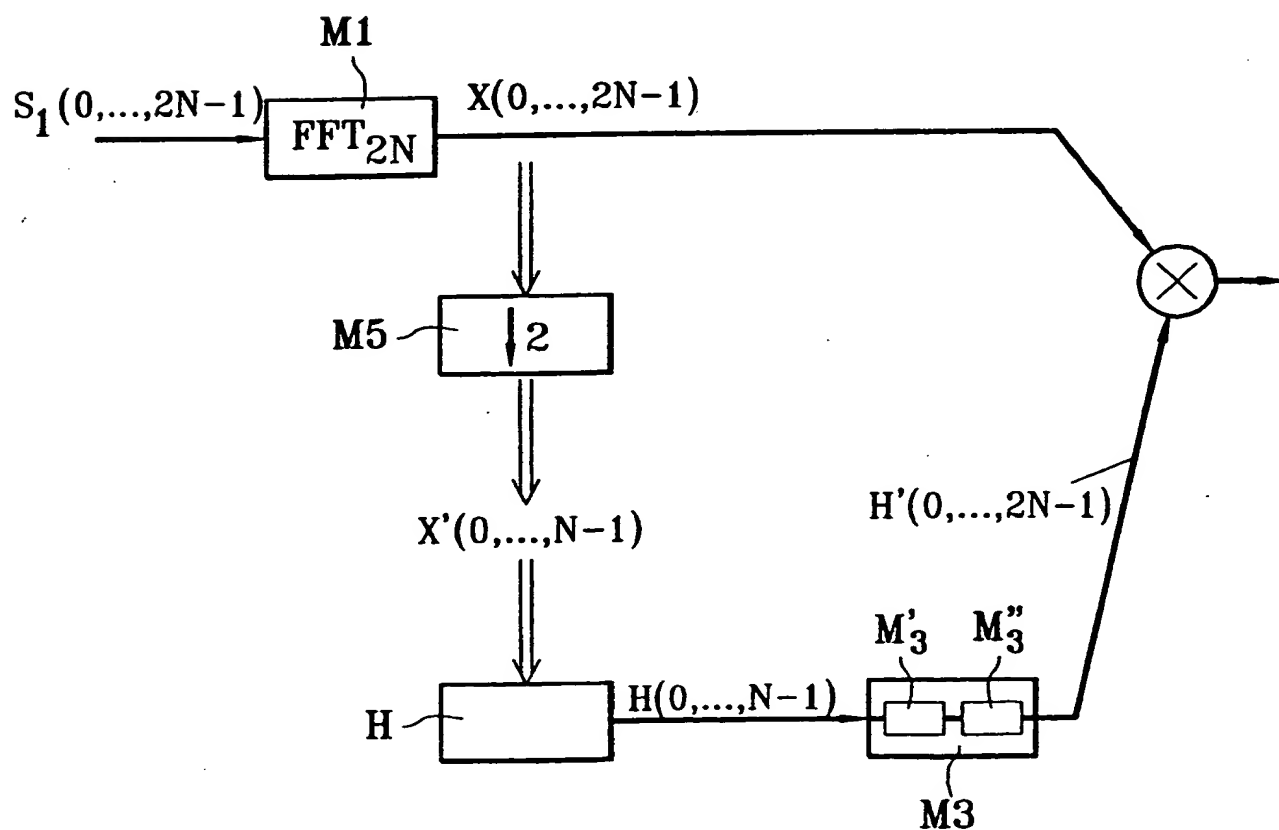 M1
S₁(0,...,2N-1)
FFT₂N
X(0,...,2N-1)
M5
2
X'(0,...,N-1)
H'(0,...,2N-1)
H
H(0,...,N-1)
M'₃
M''₃
M3